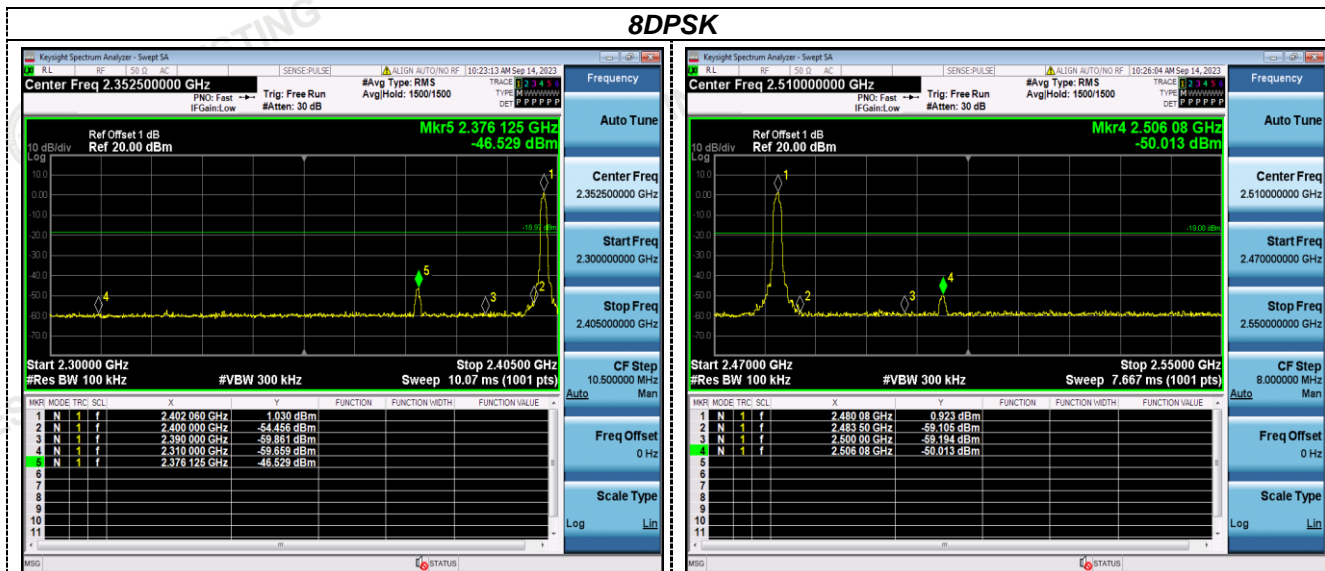 8DPSK
Keysight Spectrum Analyzer - Swept SA
RL RF 50 Ω AC SENSE:PULSE ALIGN AUTO/NO RF 10:23:13 AM Sep 14, 2023
Center Freq 2.352500000 GHz
#Avg Type: RMS
TRACE 1 2 3 4 5 6
PNO: Fast Trig: Free Run Avg|Hold: 1500/1500
TYPE M W W W W W
IFGain:Low #Atten: 30 dB
DET P P P P P P
Mkr5 2.376 125 GHz
-46.529 dBm
Ref Offset 1 dB
10 dB/div Ref 20.00 dBm
Log
10.0
0.00
-10.0
-20.0
-30.0
-40.0
-50.0
-60.0
-70.0
-18.97 dBm
1
5
4
3
2
Start 2.30000 GHz Stop 2.40500 GHz
#Res BW 100 kHz #VBW 300 kHz Sweep 10.07 ms (1001 pts)
MKR MODE TRC SCL X Y FUNCTION FUNCTION WIDTH FUNCTION VALUE
1 N 1 f 2.402 060 GHz 1.030 dBm
2 N 1 f 2.400 000 GHz -54.456 dBm
3 N 1 f 2.390 000 GHz -59.861 dBm
4 N 1 f 2.310 000 GHz -59.659 dBm
5 N 1 f 2.376 125 GHz -46.529 dBm
6
7
8
9
10
11
MSG STATUS
Frequency
Auto Tune
Center Freq
2.352500000 GHz
Start Freq
2.300000000 GHz
Stop Freq
2.405000000 GHz
CF Step
10.500000 MHz
Auto Man
Freq Offset
0 Hz
Scale Type
Log Lin
Keysight Spectrum Analyzer - Swept SA
RL RF 50 Ω AC SENSE:PULSE ALIGN AUTO/NO RF 10:26:04 AM Sep 14, 2023
Center Freq 2.510000000 GHz
#Avg Type: RMS
TRACE 1 2 3 4 5 6
PNO: Fast Trig: Free Run Avg|Hold: 1500/1500
TYPE M W W W W W
IFGain:Low #Atten: 30 dB
DET P P P P P P
Mkr4 2.506 08 GHz
-50.013 dBm
Ref Offset 1 dB
10 dB/div Ref 20.00 dBm
Log
10.0
0.00
-10.0
-20.0
-30.0
-40.0
-50.0
-60.0
-70.0
-19.08 dBm
1
2
3
4
Start 2.47000 GHz Stop 2.55000 GHz
#Res BW 100 kHz #VBW 300 kHz Sweep 7.667 ms (1001 pts)
MKR MODE TRC SCL X Y FUNCTION FUNCTION WIDTH FUNCTION VALUE
1 N 1 f 2.480 08 GHz 0.923 dBm
2 N 1 f 2.483 50 GHz -59.105 dBm
3 N 1 f 2.500 00 GHz -59.194 dBm
4 N 1 f 2.506 08 GHz -50.013 dBm
5
6
7
8
9
10
11
MSG STATUS
Frequency
Auto Tune
Center Freq
2.510000000 GHz
Start Freq
2.470000000 GHz
Stop Freq
2.550000000 GHz
CF Step
8.000000 MHz
Auto Man
Freq Offset
0 Hz
Scale Type
Log Lin